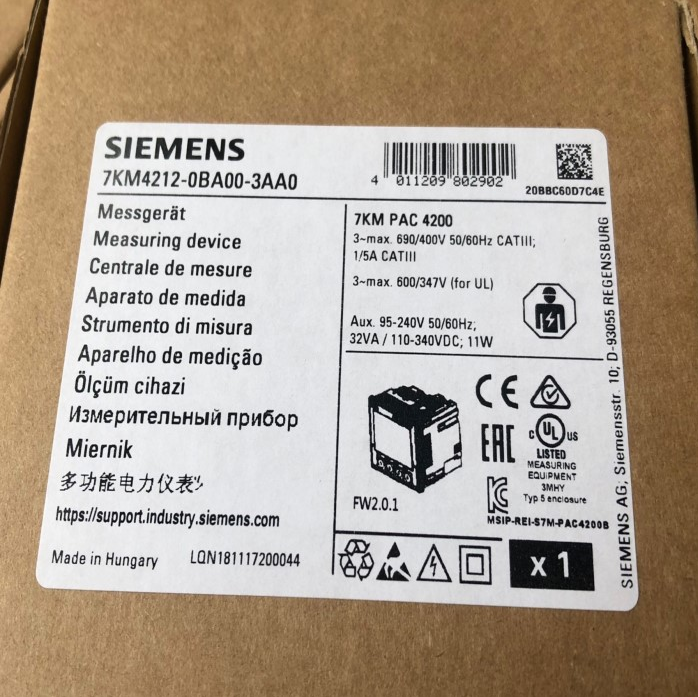 SIEMENS
7KM4212-0BA00-3AA0
4 011209 802902
20BBC60D7C4E
Messgerät
Measuring device
Centrale de mesure
Aparato de medida
Strumento di misura
Aparelho de medição
Ölçüm cihazi
Измерительный прибор
Miernik
多功能电力仪表
https://support.industry.siemens.com
Made in Hungary
LQN181117200044
7KM PAC 4200
3~max. 690/400V 50/60Hz CATIII;
1/5A CATIII
3~max. 600/347V (for UL)
Aux. 95-240V 50/60Hz;
32VA / 110-340VDC; 11W
FW2.0.1
CE
EAC
c UL US
LISTED
MEASURING
EQUIPMENT
3MHY
Typ 5 enclosure
MSIP-REI-S7M-PAC4200B
x 1
SIEMENS AG, Siemensstr. 10; D-93055 REGENSBURG